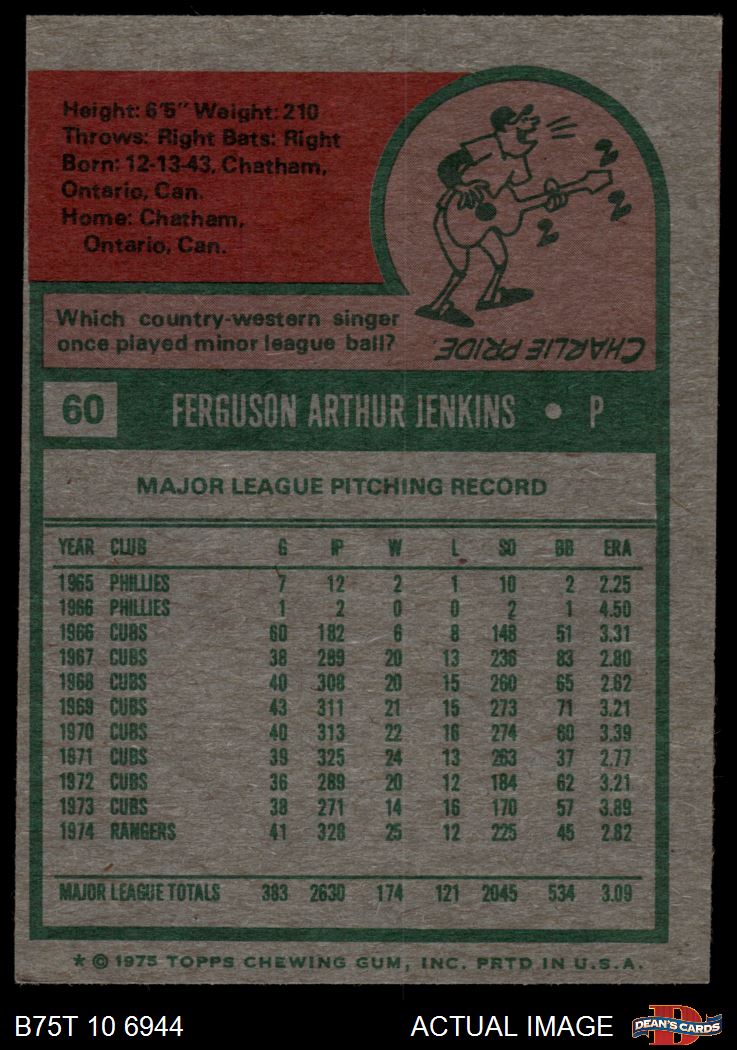 Height: 6'5" Weight: 210
Throws: Right Bats: Right
Born: 12-13-43, Chatham,
Ontario, Can.
Home: Chatham,
Ontario, Can.
Which country-western singer
once played minor league ball?
CHARLIE PRIDE.
60 FERGUSON ARTHUR JENKINS • P
MAJOR LEAGUE PITCHING RECORD
YEAR CLUB G IP W L SO BB ERA
1965 PHILLIES 7 12 2 1 10 2 2.25
1966 PHILLIES 1 2 0 0 2 1 4.50
1966 CUBS 60 182 6 8 148 51 3.31
1967 CUBS 38 289 20 13 236 83 2.80
1968 CUBS 40 308 20 15 260 65 2.62
1969 CUBS 43 311 21 15 273 71 3.21
1970 CUBS 40 313 22 16 274 60 3.39
1971 CUBS 39 325 24 13 263 37 2.77
1972 CUBS 36 289 20 12 184 62 3.21
1973 CUBS 38 271 14 16 170 57 3.89
1974 RANGERS 41 328 25 12 225 45 2.82
MAJOR LEAGUE TOTALS 383 2630 174 121 2045 534 3.09
* © 1975 TOPPS CHEWING GUM, INC. PRTD IN U.S.A.
B75T 10 6944 ACTUAL IMAGE
DEAN'S CARDS